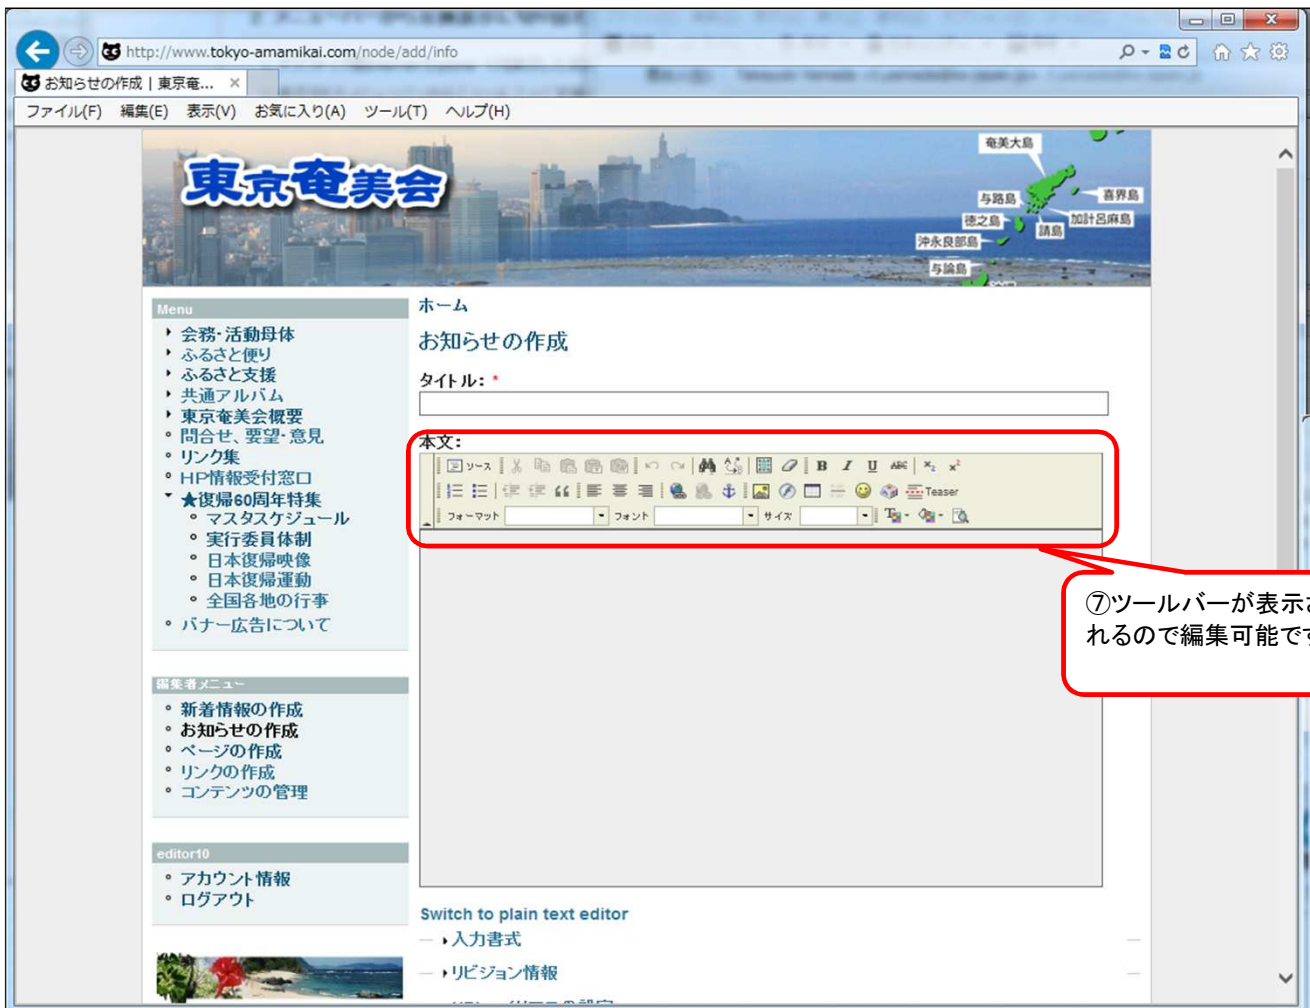 http://www.tokyo-amamikai.com/node/add/info
お知らせの作成 | 東京奄... ×
ファイル(F) 編集(E) 表示(V) お気に入り(A) ツール(T) ヘルプ(H)
東京奄美会
奄美大島
与路島
喜界島
徳之島
請島
加計呂麻島
沖永良部島
与論島
Menu
会務・活動母体
ふるさと便り
ふるさと支援
共通アルバム
東京奄美会概要
問合せ、要望・意見
リンク集
HP情報受付窓口
★復帰60周年特集
マスタスケジュール
実行委員体制
日本復帰映像
日本復帰運動
全国各地の行事
バナー広告について
編集者メニュー
新着情報の作成
お知らせの作成
ページの作成
リンクの作成
コンテンツの管理
editor10
アカウント情報
ログアウト
ホーム
お知らせの作成
タイトル: *
本文:
ソース B I U ABC ×₂ ×²
Teaser
フォーマット フォント サイズ
⑦ツールバーが表示さ
れるので編集可能です
Switch to plain text editor
入力書式
リビジョン情報